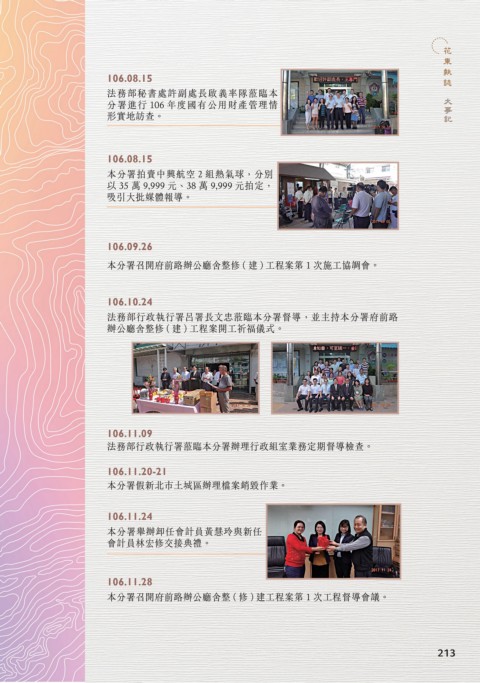 花東執誌
大事記
106.08.15
法務部秘書處許副處長啟義率隊蒞臨本
分署進行 106 年度國有公用財產管理情
形實地訪查。
106.08.15
本分署拍賣中興航空 2 組熱氣球，分別
以 35 萬 9,999 元、38 萬 9,999 元拍定，
吸引大批媒體報導。
106.09.26
本分署召開府前路辦公廳舍整修（建）工程案第 1 次施工協調會。
106.10.24
法務部行政執行署呂署長文忠蒞臨本分署督導，並主持本分署府前路
辦公廳舍整修（建）工程案開工祈福儀式。
106.11.09
法務部行政執行署蒞臨本分署辦理行政組室業務定期督導檢查。
106.11.20-21
本分署假新北市土城區辦理檔案銷毀作業。
106.11.24
本分署舉辦卸任會計員黃慧玲與新任
會計員林宏修交接典禮。
106.11.28
本分署召開府前路辦公廳舍整（修）建工程案第 1 次工程督導會議。
213